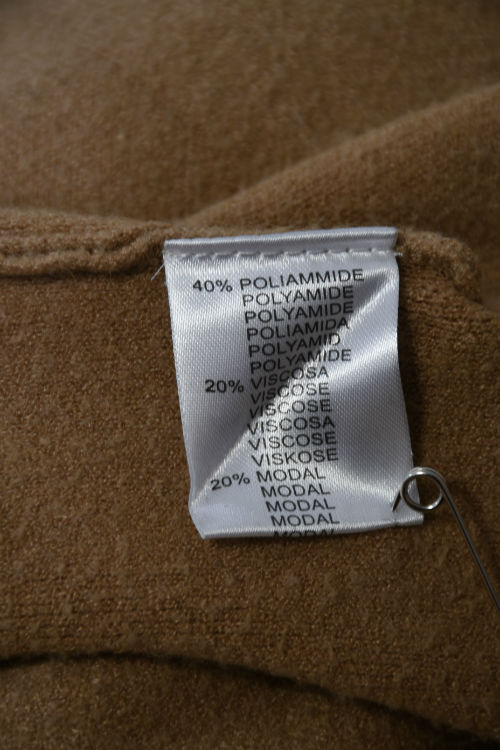 40% POLIAMMIDE
POLYAMIDE
POLYAMIDE
POLIAMIDA
POLYAMID
POLYAMIDE
20% VISCOSA
VISCOSE
VISCOSE
VISCOSA
VISCOSE
VISKOSE
20% MODAL
MODAL
MODAL
MODAL
MODAL